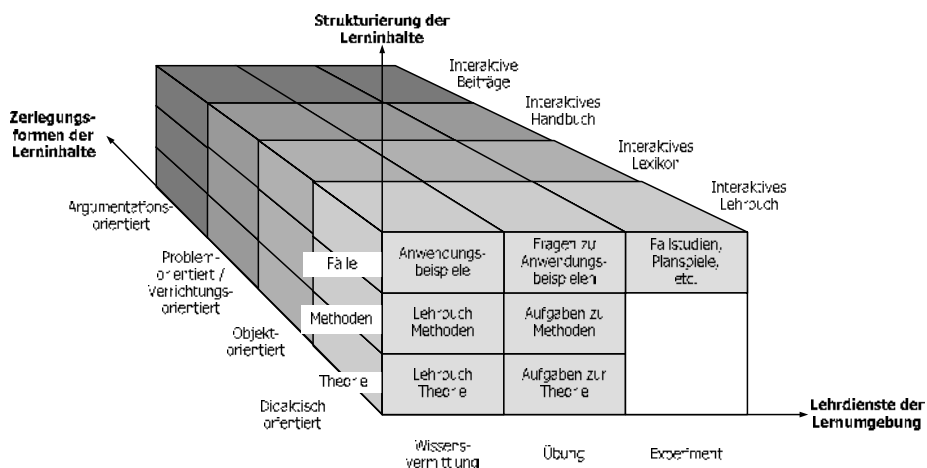 Strukturierung der
Lerninhalte
Interaktive
Beiträge
Interaktives
Handbuch
Interaktives
Lexikon
Interaktives
Lehrbuch
Zerlegungs-
formen der
Lerninhalte
Argumentations-
orientiert
Problem-
orientiert /
Verrichtungs-
orientiert
Objekt-
orientiert
Didaktisch
orientiert
Fälle
Methoden
Theorie
Anwendungs-
beispiele
Fragen zu
Anwendungs-
beispielen
Fallstudien,
Planspiele,
etc.
Lehrbuch
Methoden
Aufgaben zu
Methoden
Lehrbuch
Theorie
Aufgaben zur
Theorie
Lehrdienste der
Lernumgebung
Wissens-
vermittlung
Übung
Experiment